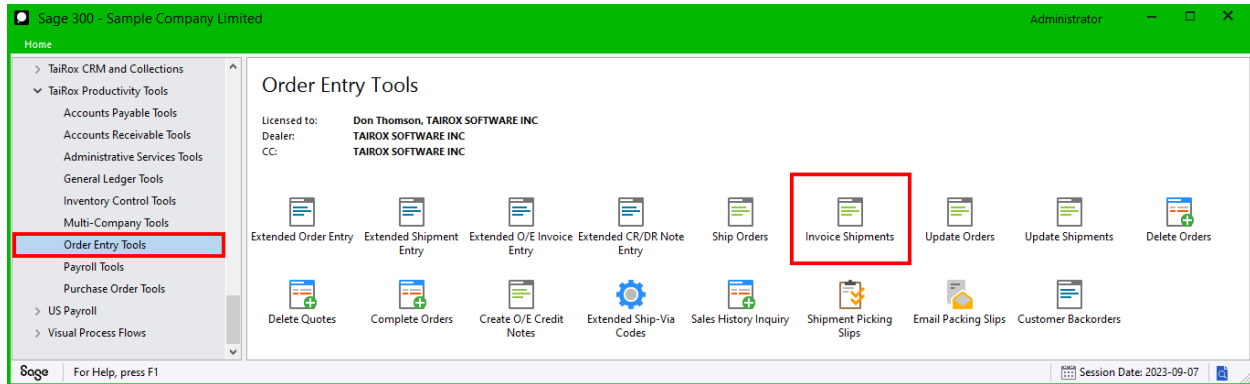 Sage 300 - Sample Company Limited
Administrator
Home
TaiRox CRM and Collections
TaiRox Productivity Tools
Accounts Payable Tools
Accounts Receivable Tools
Administrative Services Tools
General Ledger Tools
Inventory Control Tools
Multi-Company Tools
Order Entry Tools
Payroll Tools
Purchase Order Tools
US Payroll
Visual Process Flows
Order Entry Tools
Licensed to: Don Thomson, TAIROX SOFTWARE INC
Dealer: TAIROX SOFTWARE INC
CC: TAIROX SOFTWARE INC
Extended Order Entry
Extended Shipment
Entry
Extended O/E Invoice
Entry
Extended CR/DR Note
Entry
Ship Orders
Invoice Shipments
Update Orders
Update Shipments
Delete Orders
Delete Quotes
Complete Orders
Create O/E Credit
Notes
Extended Ship-Via
Codes
Sales History Inquiry
Shipment Picking
Slips
Email Packing Slips
Customer Backorders
Sage
For Help, press F1
Session Date: 2023-09-07